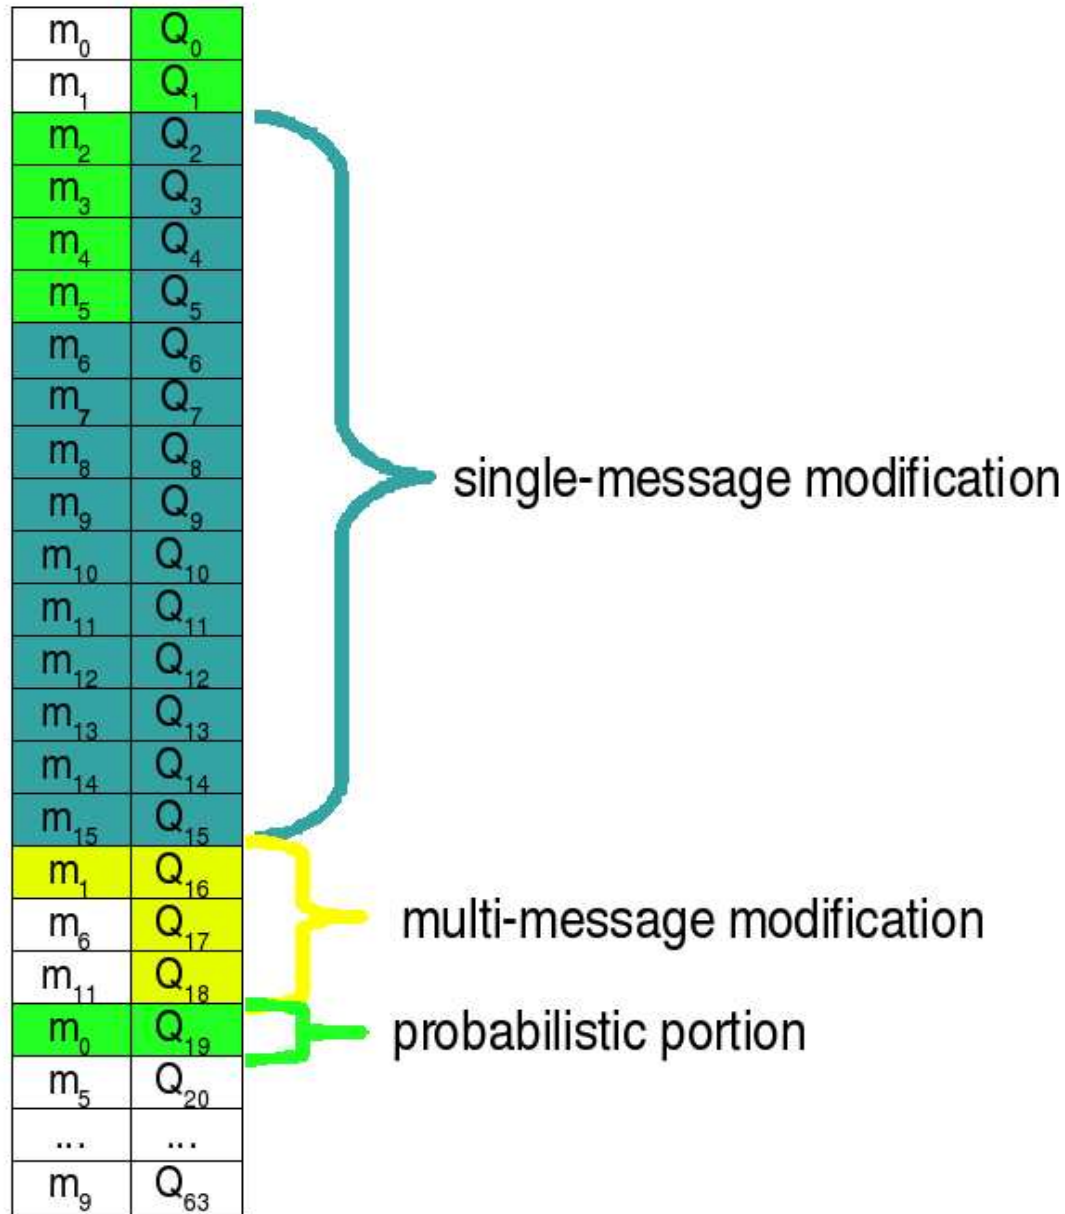 m₀ Q₀
m₁ Q₁
m₂ Q₂
m₃ Q₃
m₄ Q₄
m₅ Q₅
m₆ Q₆
m₇ Q₇
m₈ Q₈
single-message modification
m₉ Q₉
m₁₀ Q₁₀
m₁₁ Q₁₁
m₁₂ Q₁₂
m₁₃ Q₁₃
m₁₄ Q₁₄
m₁₅ Q₁₅
m₁ Q₁₆
m₆ Q₁₇
multi-message modification
m₁₁ Q₁₈
m₀ Q₁₉
probabilistic portion
m₅ Q₂₀
... ...
m₉ Q₆₃